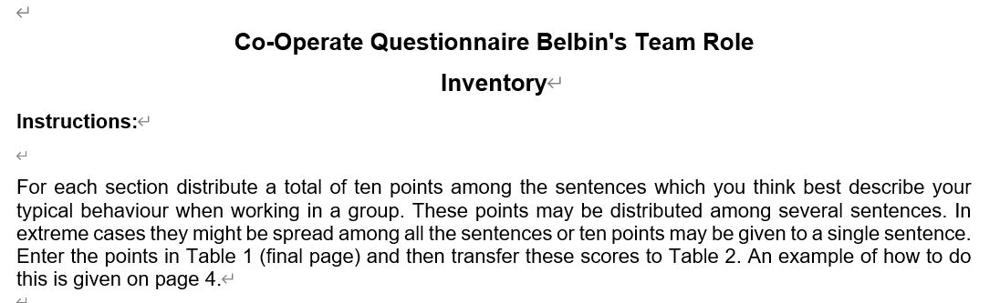 Co-Operate Questionnaire Belbin's Team Role
Inventory
Instructions:
For each section distribute a total of ten points among the sentences which you think best describe your
typical behaviour when working in a group. These points may be distributed among several sentences. In
extreme cases they might be spread among all the sentences or ten points may be given to a single sentence.
Enter the points in Table 1 (final page) and then transfer these scores to Table 2. An example of how to do
this is given on page 4.